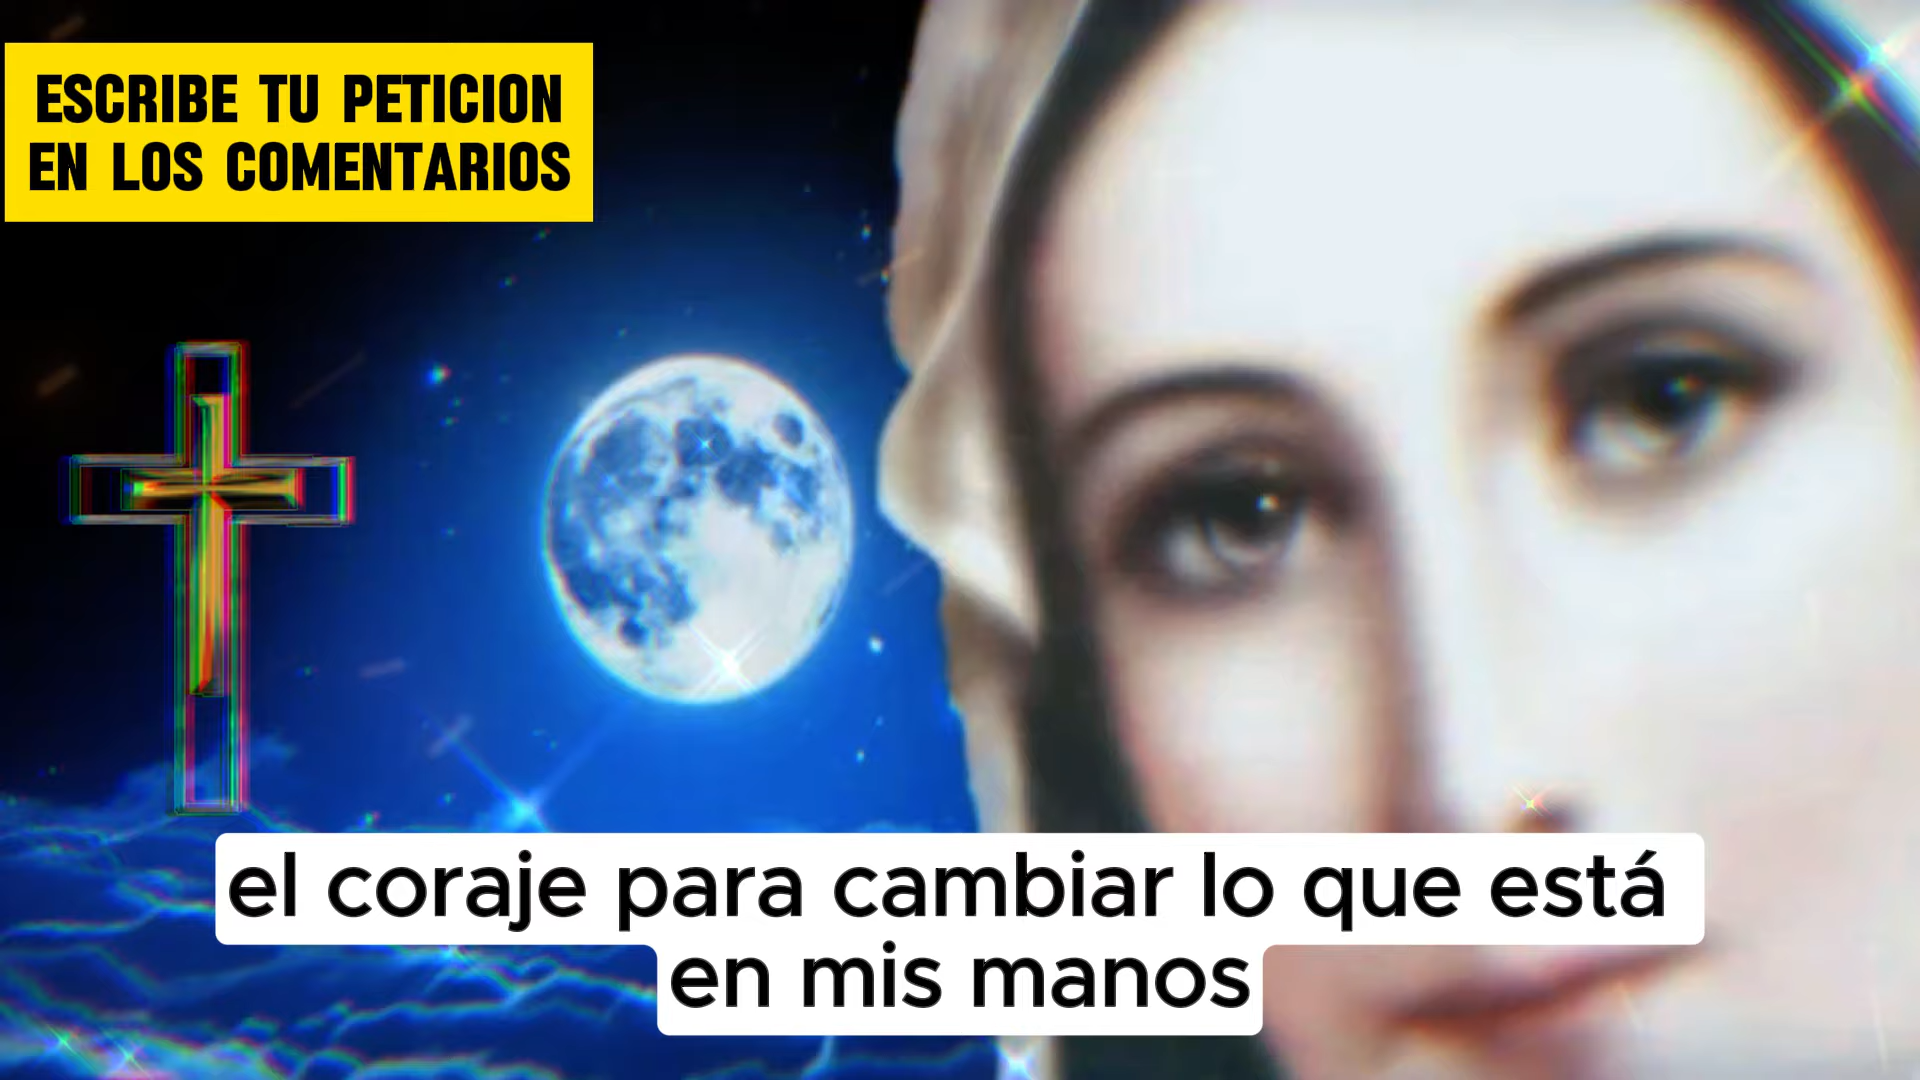 ESCRIBE TU PETICION
EN LOS COMENTARIOS
el coraje para cambiar lo que está
en mis manos